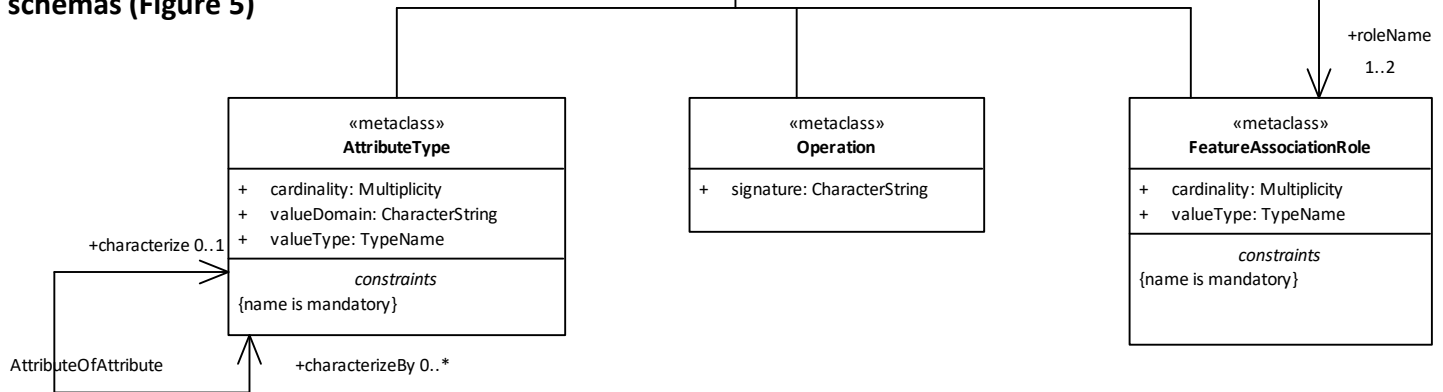 schemas (Figure 5)
+roleName
1..2
«metaclass»
AttributeType
+ cardinality: Multiplicity
+ valueDomain: CharacterString
+ valueType: TypeName
constraints
{name is mandatory}
«metaclass»
Operation
+ signature: CharacterString
«metaclass»
FeatureAssociationRole
+ cardinality: Multiplicity
+ valueType: TypeName
constraints
{name is mandatory}
+characterize 0..1
AttributeOfAttribute
+characterizeBy 0..*